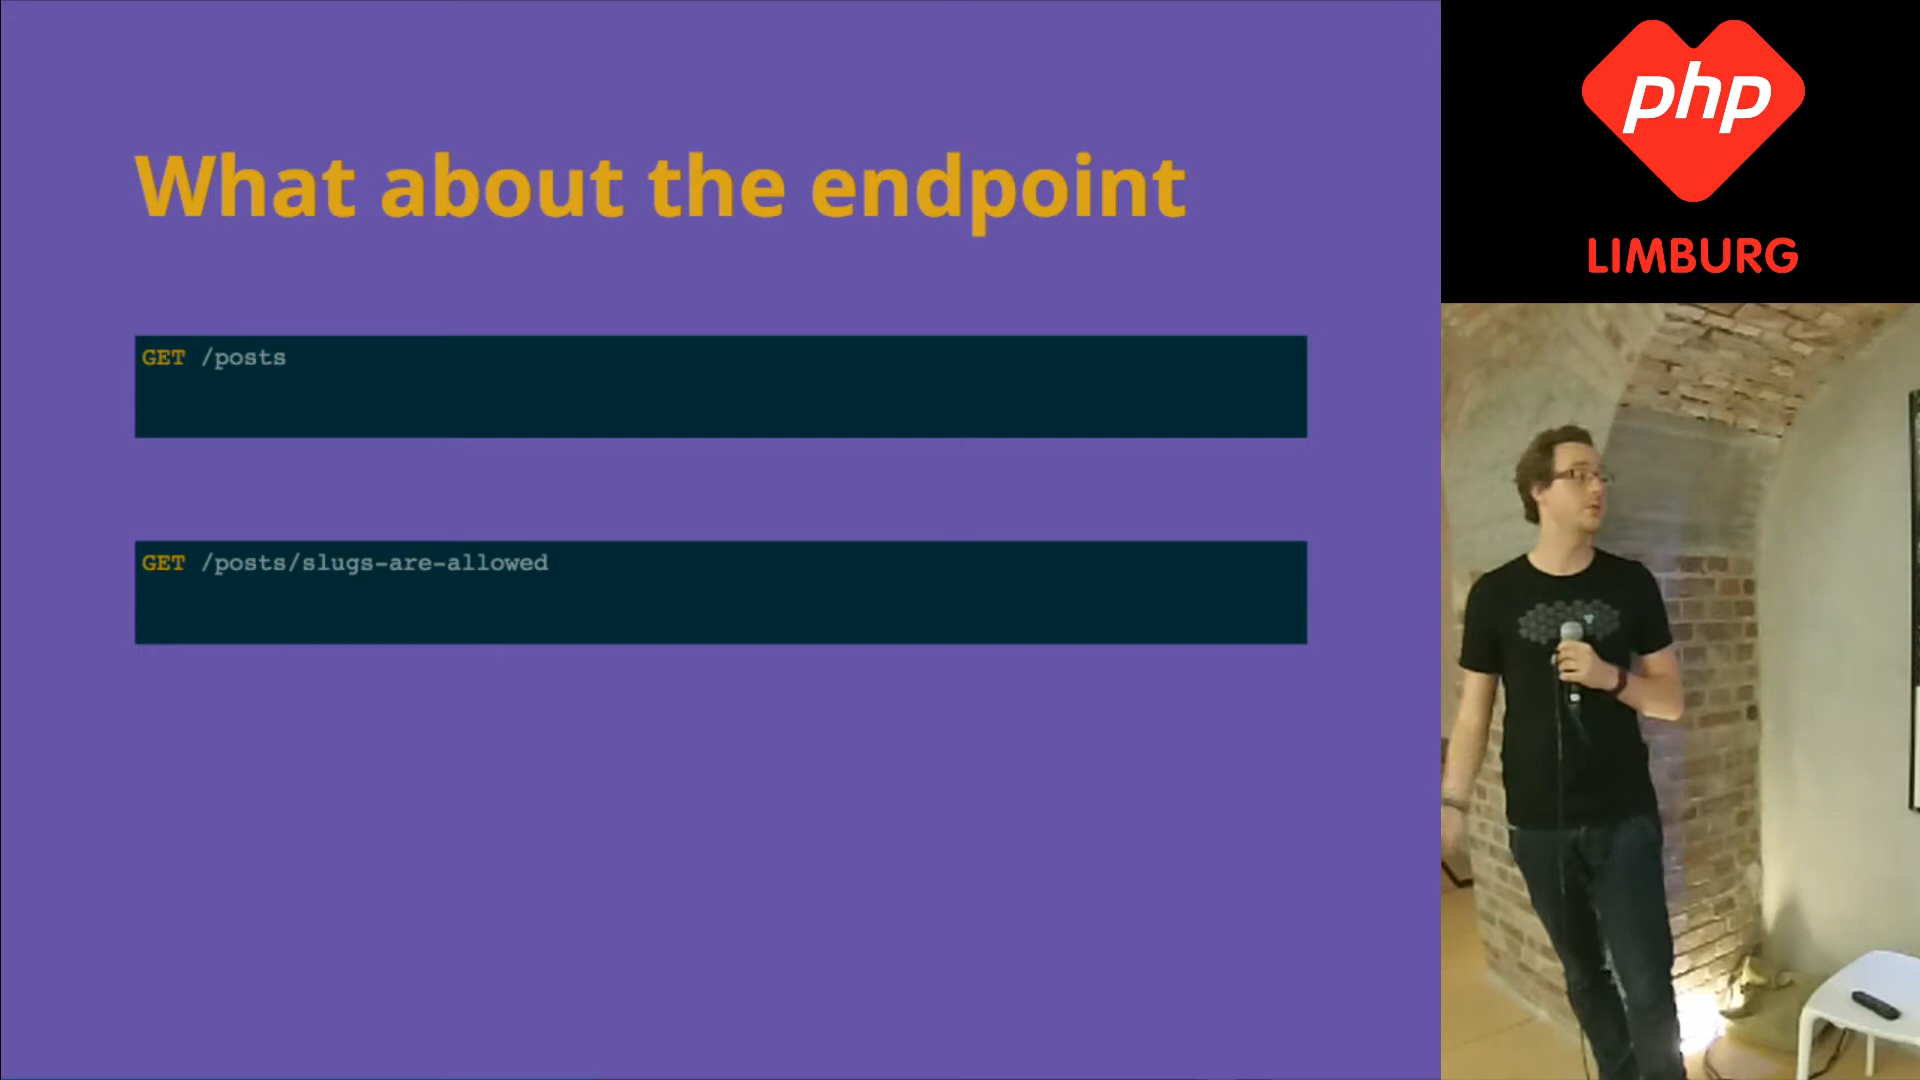 What about the endpoint
GET /posts
GET /posts/slugs-are-allowed
php
LIMBURG